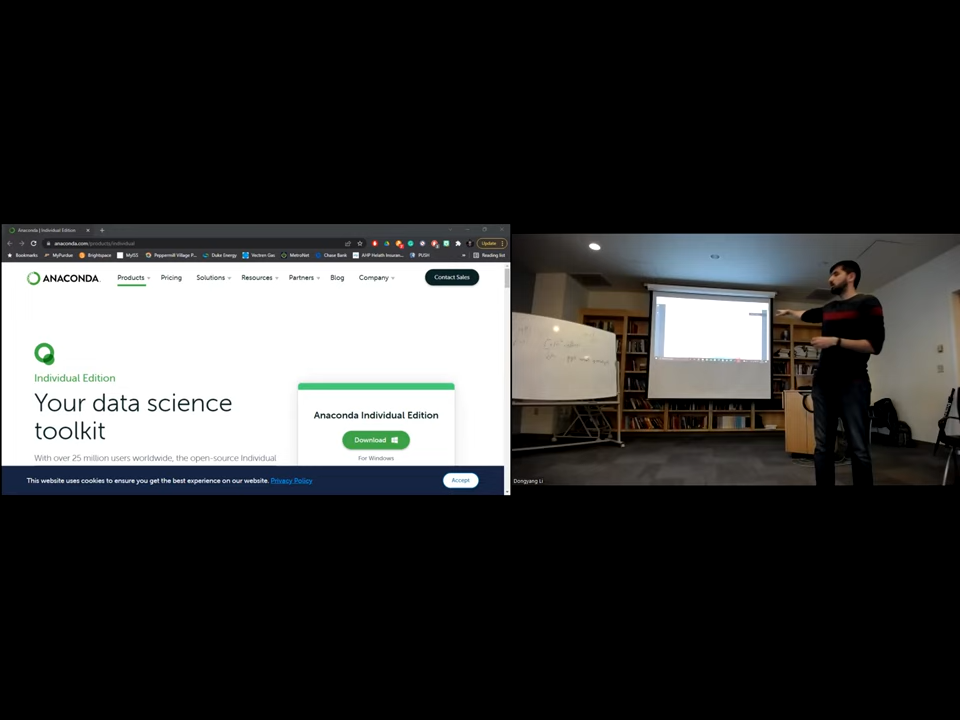 Anaconda | Individual Edition
anaconda.com/products/individual
Update
Bookmarks MyPurdue Brightspace MyISS Peppermill Village P... Duke Energy Vectren Gas MetroNet Chase Bank AHP Helath Insuran... PUSH Reading list
ANACONDA. Products Pricing Solutions Resources Partners Blog Company Contact Sales
Individual Edition
Your data science
toolkit
With over 25 million users worldwide, the open-source Individual
Anaconda Individual Edition
Download
For Windows
This website uses cookies to ensure you get the best experience on our website. Privacy Policy
Accept
Dongyang Li